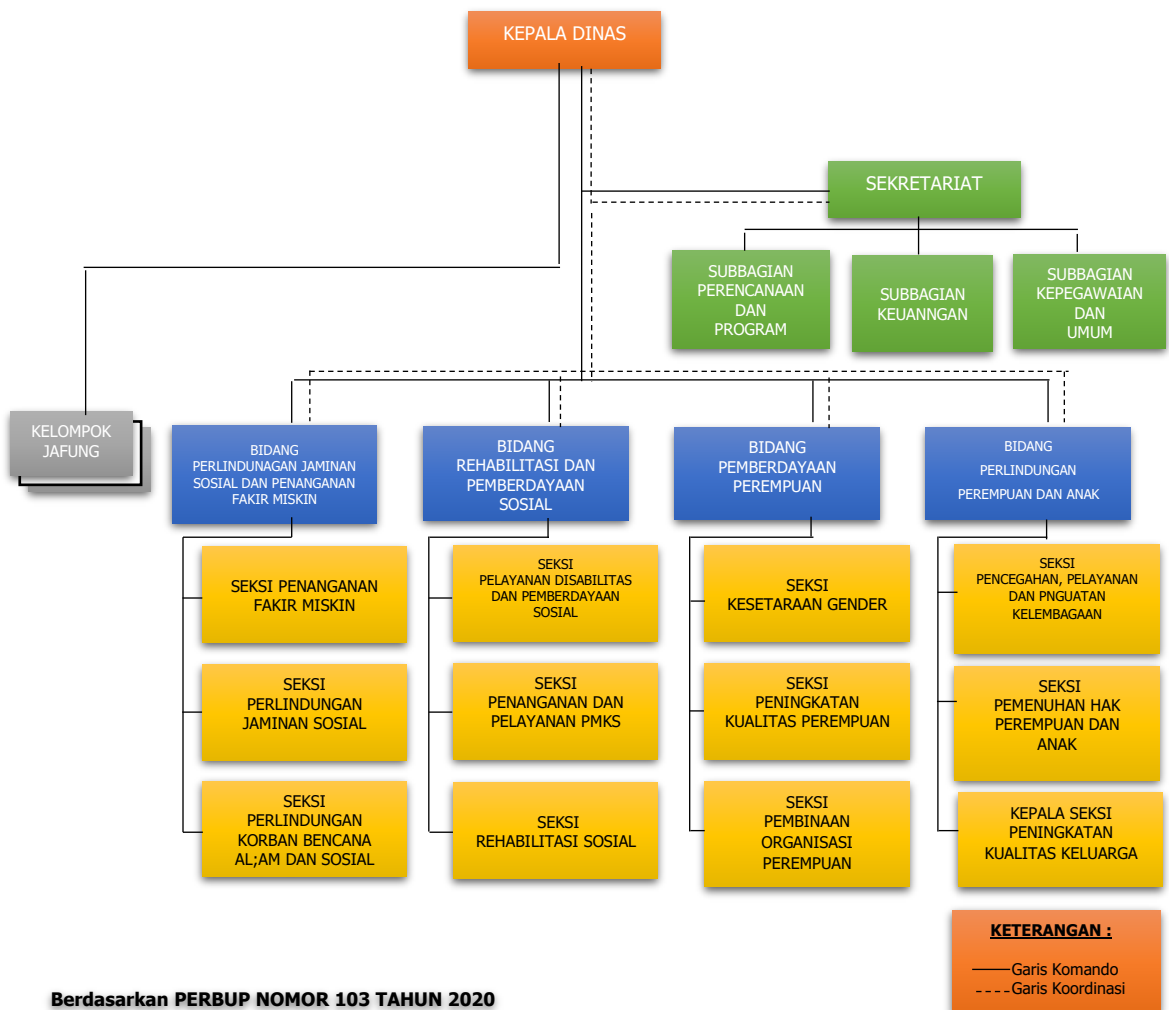 KEPALA DINAS
SEKRETARIAT
SUBBAGIAN
PERENCANAAN
DAN
PROGRAM
SUBBAGIAN
KEUANNGAN
SUBBAGIAN
KEPEGAWAIAN
DAN
UMUM
KELOMPOK
JAFUNG
BIDANG
PERLINDUNAGAN JAMINAN
SOSIAL DAN PENANGANAN
FAKIR MISKIN
BIDANG
REHABILITASI DAN
PEMBERDAYAAN
SOSIAL
BIDANG
PEMBERDAYAAN
PEREMPUAN
BIDANG
PERLINDUNGAN
PEREMPUAN DAN ANAK
SEKSI PENANGANAN
FAKIR MISKIN
SEKSI
PERLINDUNGAN
JAMINAN SOSIAL
SEKSI
PERLINDUNGAN
KORBAN BENCANA
AL;AM DAN SOSIAL
SEKSI
PELAYANAN DISABILITAS
DAN PEMBERDAYAAN
SOSIAL
SEKSI
PENANGANAN DAN
PELAYANAN PMKS
SEKSI
REHABILITASI SOSIAL
SEKSI
KESETARAAN GENDER
SEKSI
PENINGKATAN
KUALITAS PEREMPUAN
SEKSI
PEMBINAAN
ORGANISASI
PEREMPUAN
SEKSI
PENCEGAHAN, PELAYANAN
DAN PNGUATAN
KELEMBAGAAN
SEKSI
PEMENUHAN HAK
PEREMPUAN DAN
ANAK
KEPALA SEKSI
PENINGKATAN
KUALITAS KELUARGA
KETERANGAN :
Garis Komando
Garis Koordinasi
Berdasarkan PERBUP NOMOR 103 TAHUN 2020